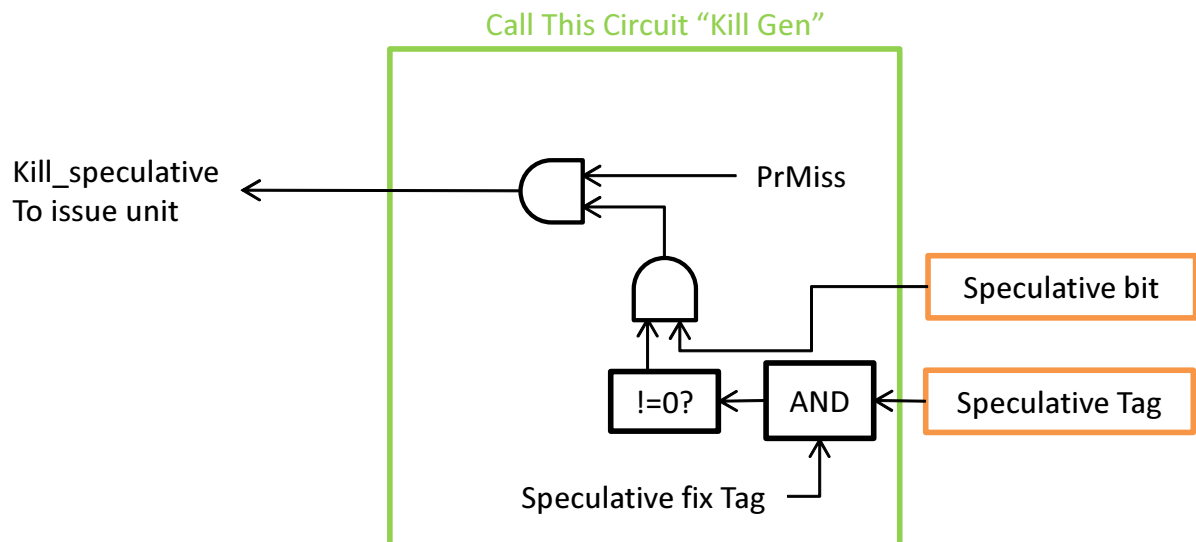 Call This Circuit “Kill Gen”
Kill_speculative
To issue unit
PrMiss
Speculative bit
!=0?
AND
Speculative Tag
Speculative fix Tag